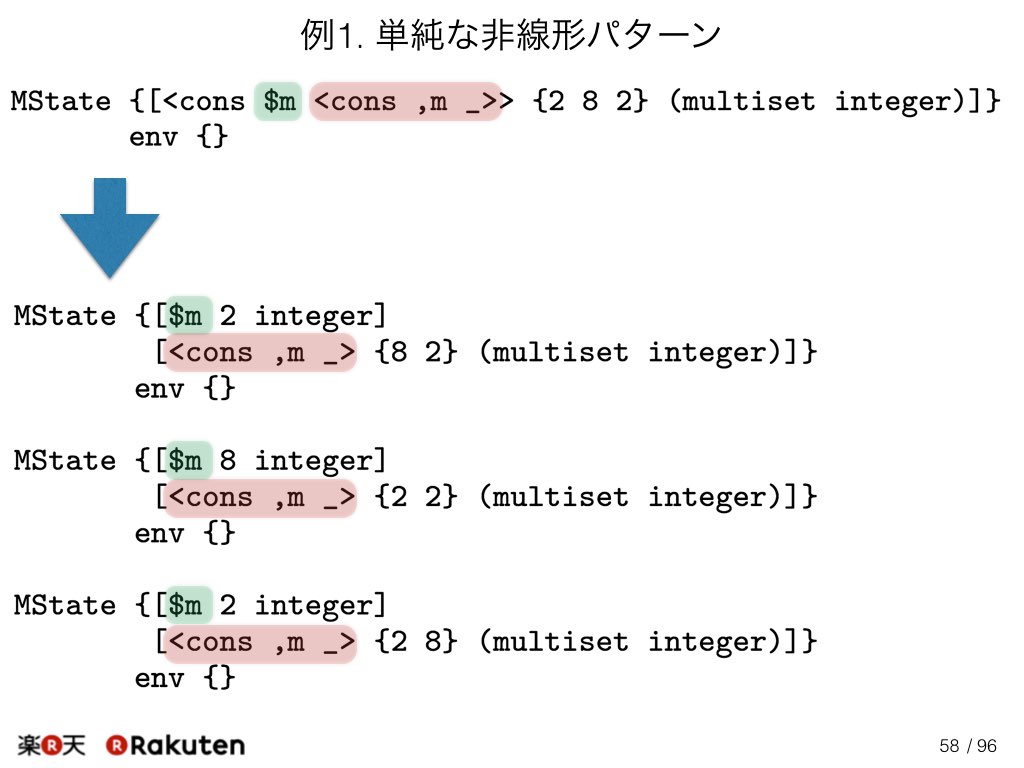 例1. 単純な非線形パターン
MState {[<cons $m <cons ,m _>> {2 8 2} (multiset integer)]}
env {}
MState {[$m 2 integer]
[<cons ,m _> {8 2} (multiset integer)]}
env {}
MState {[$m 8 integer]
[<cons ,m _> {2 2} (multiset integer)]}
env {}
MState {[$m 2 integer]
[<cons ,m _> {2 8} (multiset integer)]}
env {}
楽R天 R Rakuten
58 / 96